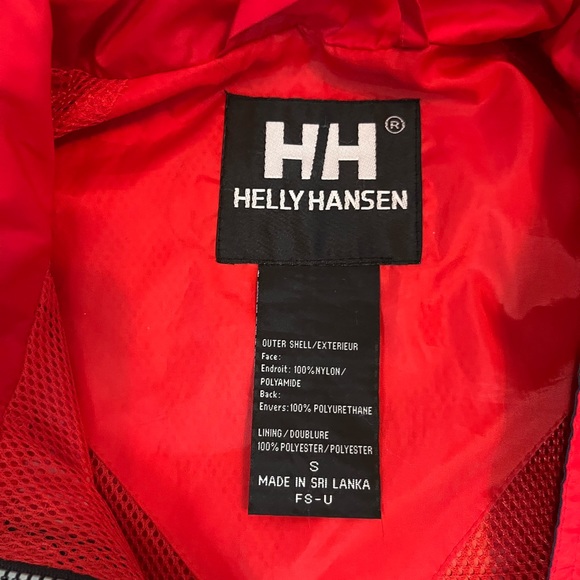 HH®
HELLY HANSEN
OUTER SHELL/EXTERIEUR
Face:
Endroit: 100%NYLON/
POLYAMIDE
Back:
Envers: 100% POLYURETHANE
LINING/DOUBLURE
100% POLYESTER/POLYESTER
S
MADE IN SRI LANKA
FS-U